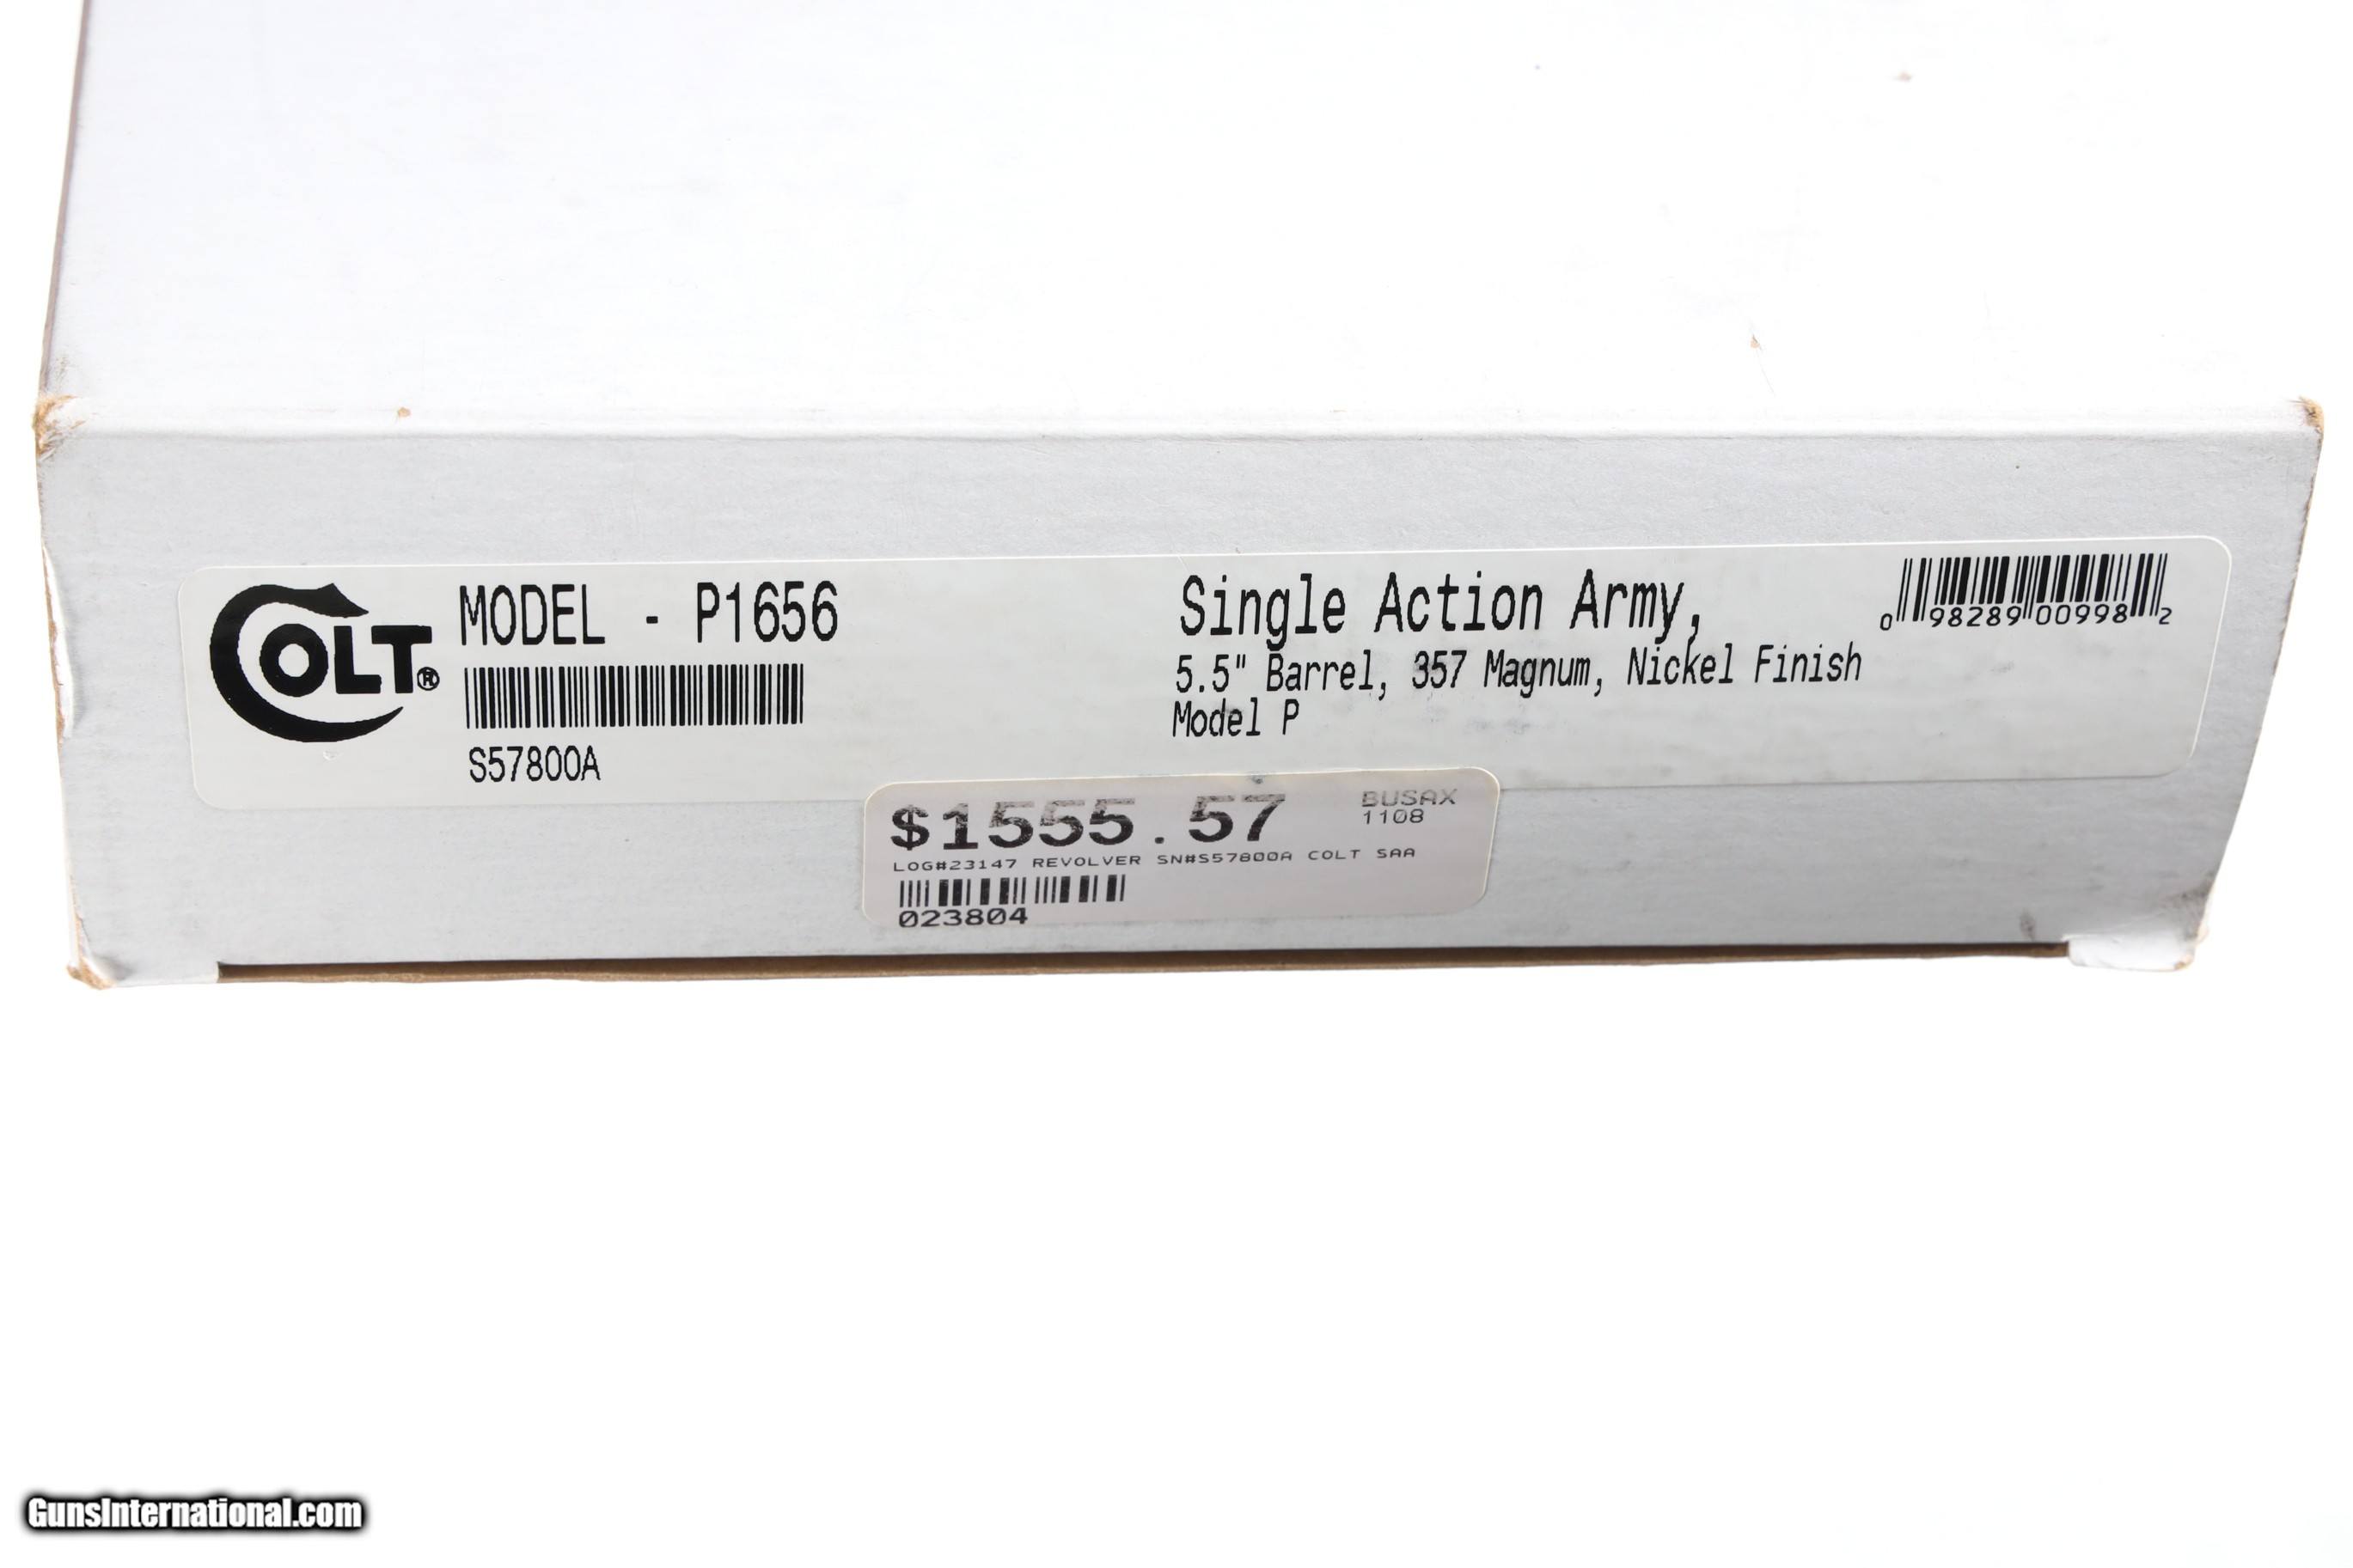 COLT®
MODEL - P1656
S57800A
Single Action Army,
5.5" Barrel, 357 Magnum, Nickel Finish
Model P
0 98289 00998 2
$1555.57
BUSAX
1108
LOG#23147 REVOLVER SN#S57800A COLT SAA
023804
GunsInternational.com